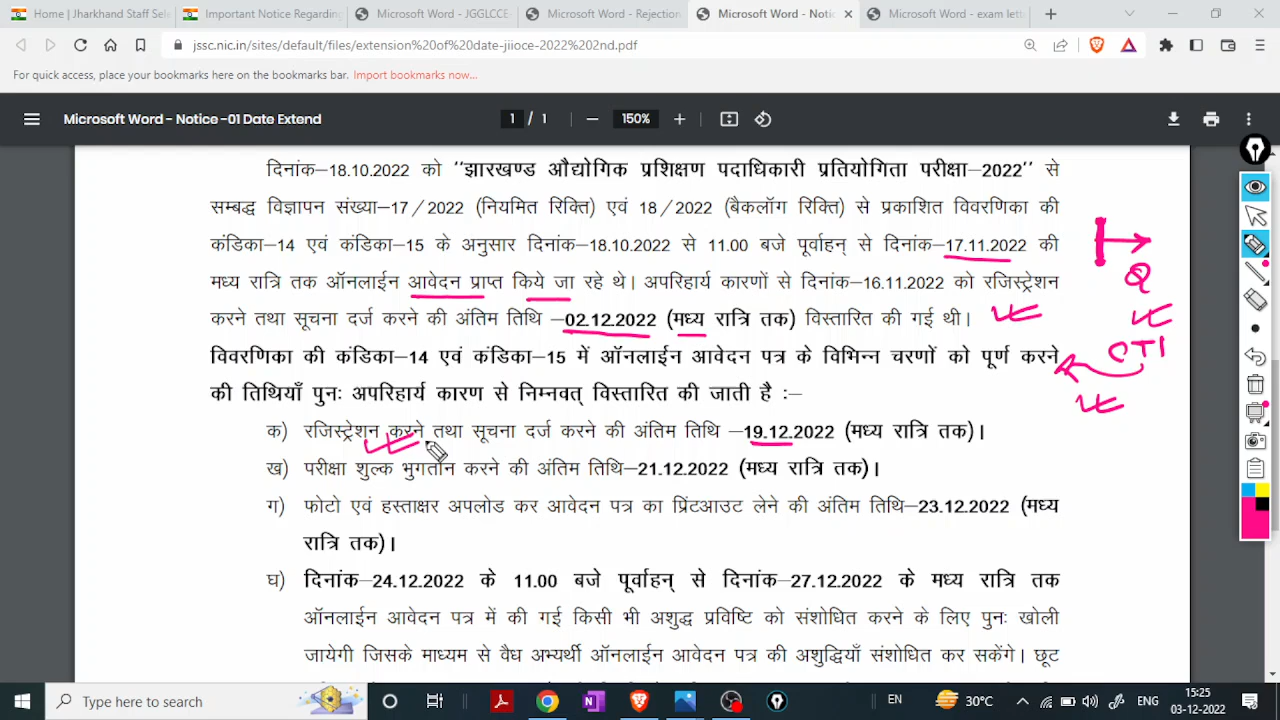 Home | Jharkhand Staff Sele
Important Notice Regarding
Microsoft Word - JGGLCCE
Microsoft Word - Rejection
Microsoft Word - Notic
Microsoft Word - exam lett
jssc.nic.in/sites/default/files/extension%20of%20date-jiioce-2022%202nd.pdf
For quick access, place your bookmarks here on the bookmarks bar. Import bookmarks now...
Microsoft Word - Notice -01 Date Extend
1 / 1
150%
दिनांक-18.10.2022 को ''झारखण्ड औद्योगिक प्रशिक्षण पदाधिकारी प्रतियोगिता परीक्षा-2022'' से
सम्बद्ध विज्ञापन संख्या-17/2022 (नियमित रिक्ति) एवं 18/2022 (बैकलॉग रिक्ति) से प्रकाशित विवरणिका की
कंडिका-14 एवं कंडिका-15 के अनुसार दिनांक-18.10.2022 से 11.00 बजे पूर्वाहन् से दिनांक-17.11.2022 की
मध्य रात्रि तक ऑनलाईन आवेदन प्राप्त किये जा रहे थे। अपरिहार्य कारणों से दिनांक-16.11.2022 को रजिस्ट्रेशन
करने तथा सूचना दर्ज करने की अंतिम तिथि -02.12.2022 (मध्य रात्रि तक) विस्तारित की गई थी।
विवरणिका की कंडिका-14 एवं कंडिका-15 में ऑनलाईन आवेदन पत्र के विभिन्न चरणों को पूर्ण करने
की तिथियाँ पुनः अपरिहार्य कारण से निम्नवत् विस्तारित की जाती है :-
क) रजिस्ट्रेशन करने तथा सूचना दर्ज करने की अंतिम तिथि -19.12.2022 (मध्य रात्रि तक)।
ख) परीक्षा शुल्क भुगतान करने की अंतिम तिथि-21.12.2022 (मध्य रात्रि तक)।
ग) फोटो एवं हस्ताक्षर अपलोड कर आवेदन पत्र का प्रिंटआउट लेने की अंतिम तिथि-23.12.2022 (मध्य
रात्रि तक)।
घ) दिनांक-24.12.2022 के 11.00 बजे पूर्वाहन् से दिनांक-27.12.2022 के मध्य रात्रि तक
ऑनलाईन आवेदन पत्र में की गई किसी भी अशुद्ध प्रविष्टि को संशोधित करने के लिए पुनः खोली
जायेगी जिसके माध्यम से वैध अभ्यर्थी ऑनलाईन आवेदन पत्र की अशुद्धियाँ संशोधित कर सकेंगे। छूट
Q
CTI
Type here to search
EN
30°C
ENG
15:25
03-12-2022